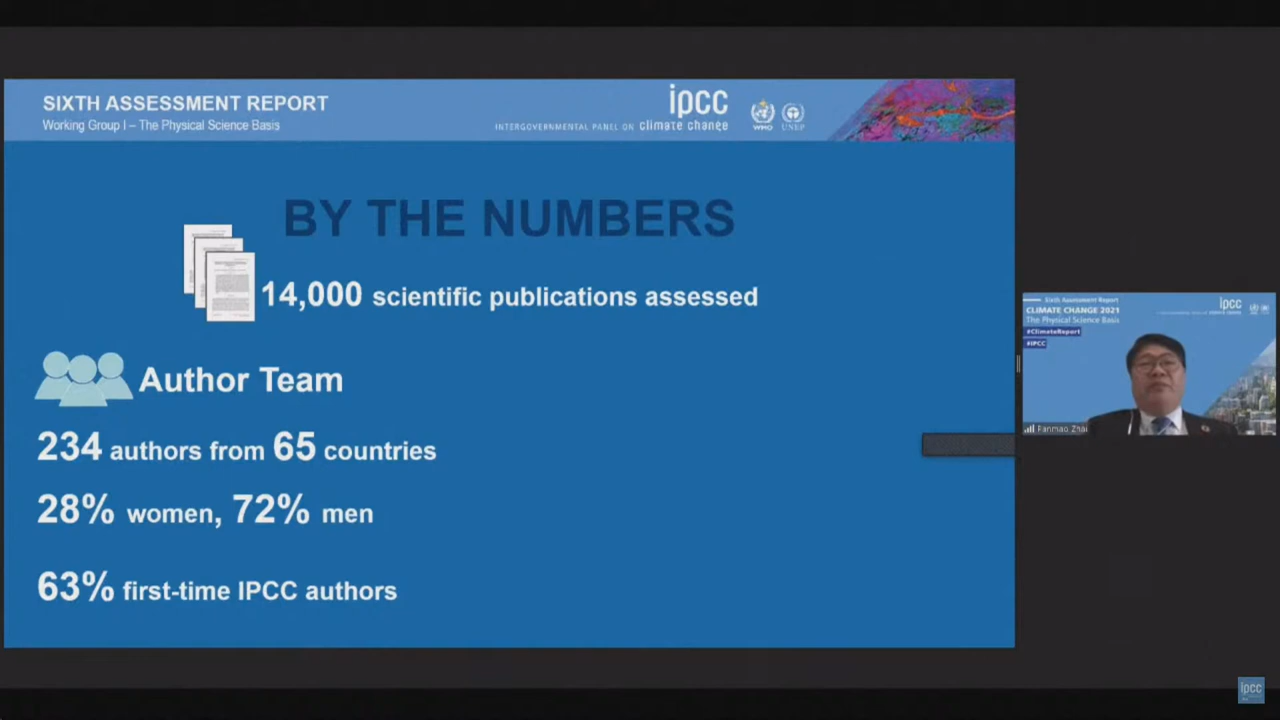 SIXTH ASSESSMENT REPORT
Working Group I – The Physical Science Basis
ipcc
INTERGOVERNMENTAL PANEL ON climate change
WMO
UNEP
BY THE NUMBERS
14,000 scientific publications assessed
Author Team
234 authors from 65 countries
28% women, 72% men
63% first-time IPCC authors
Sixth Assessment Report
CLIMATE CHANGE 2021
The Physical Science Basis
#ClimateReport
#IPCC
ipcc
ipcc